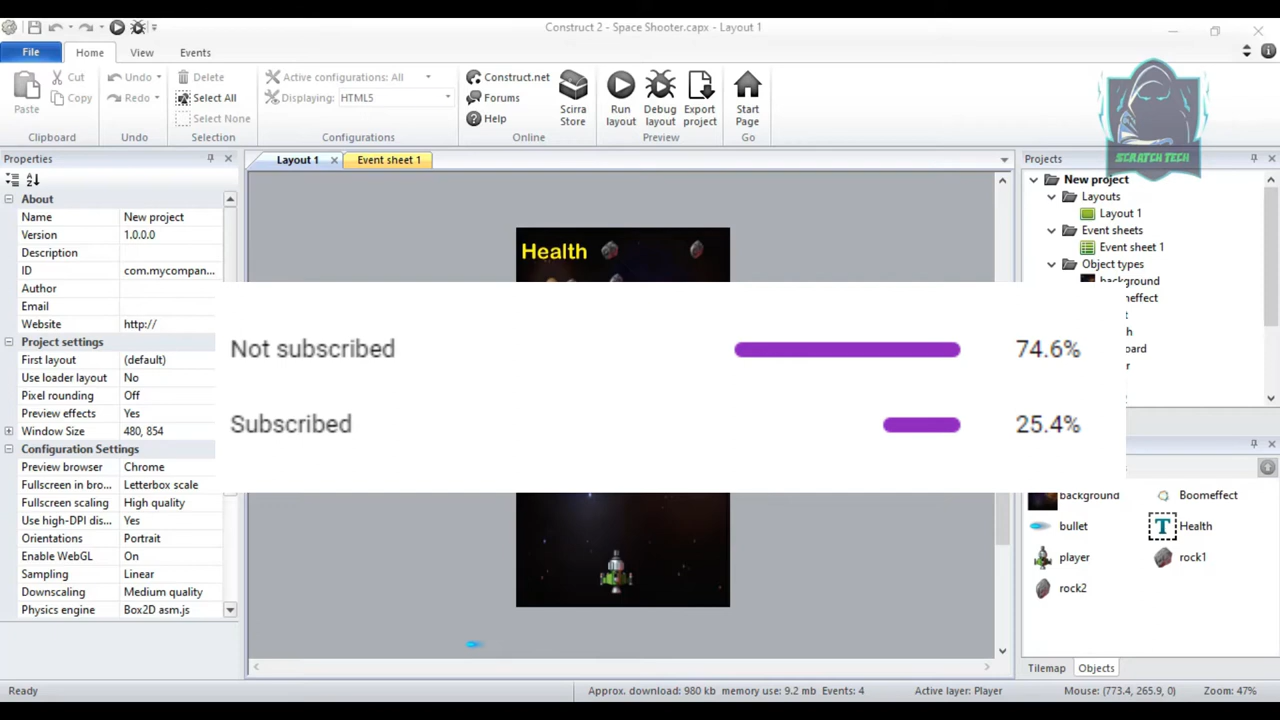 Construct 2 - Space Shooter.capx - Layout 1
File Home View Events
Paste Cut Copy
Undo Redo
Delete Select All Select None
Active configurations: All
Displaying: HTML5
Construct.net Forums Help
Scirra Store
Run layout
Debug layout
Export project
Start Page
Clipboard Undo Selection Configurations Online Preview Go
SCRATCH TECH
Properties
Layout 1 Event sheet 1
Projects
About
Name New project
Version 1.0.0.0
Description
ID com.mycompan...
Author
Email
Website http://
Project settings
First layout (default)
Use loader layout No
Pixel rounding Off
Preview effects Yes
Window Size 480, 854
Configuration Settings
Preview browser Chrome
Fullscreen in bro... Letterbox scale
Fullscreen scaling High quality
Use high-DPI dis... Yes
Orientations Portrait
Enable WebGL On
Sampling Linear
Downscaling Medium quality
Physics engine Box2D asm.js
Health
Not subscribed 74.6%
Subscribed 25.4%
New project
Layouts
Layout 1
Event sheets
Event sheet 1
Object types
background
background Boomeffect
bullet T Health
player rock1
rock2
Tilemap Objects
Ready
Approx. download: 980 kb memory use: 9.2 mb Events: 4
Active layer: Player
Mouse: (773.4, 265.9, 0)
Zoom: 47%